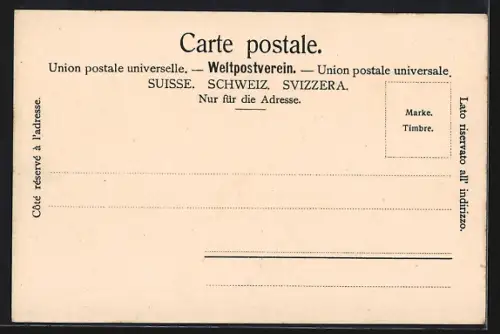 Carte postale.
Union postale universelle. — Weltpostverein. — Union postale universale.
SUISSE. SCHWEIZ. SVIZZERA.
Nur für die Adresse.
Marke.
Timbre.
Côté réservé à l'adresse.
Lato riservato all' indirizzo.